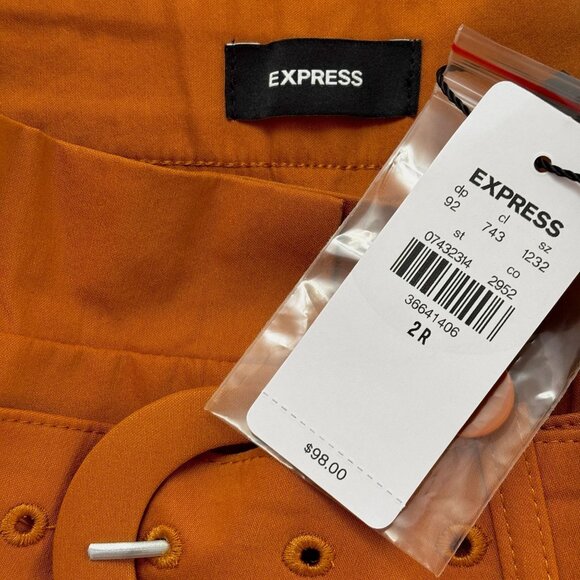 EXPRESS
EXPRESS
dp cl sz
92 743 1232
st co
07432314 2952
36641406
2R
$98.00